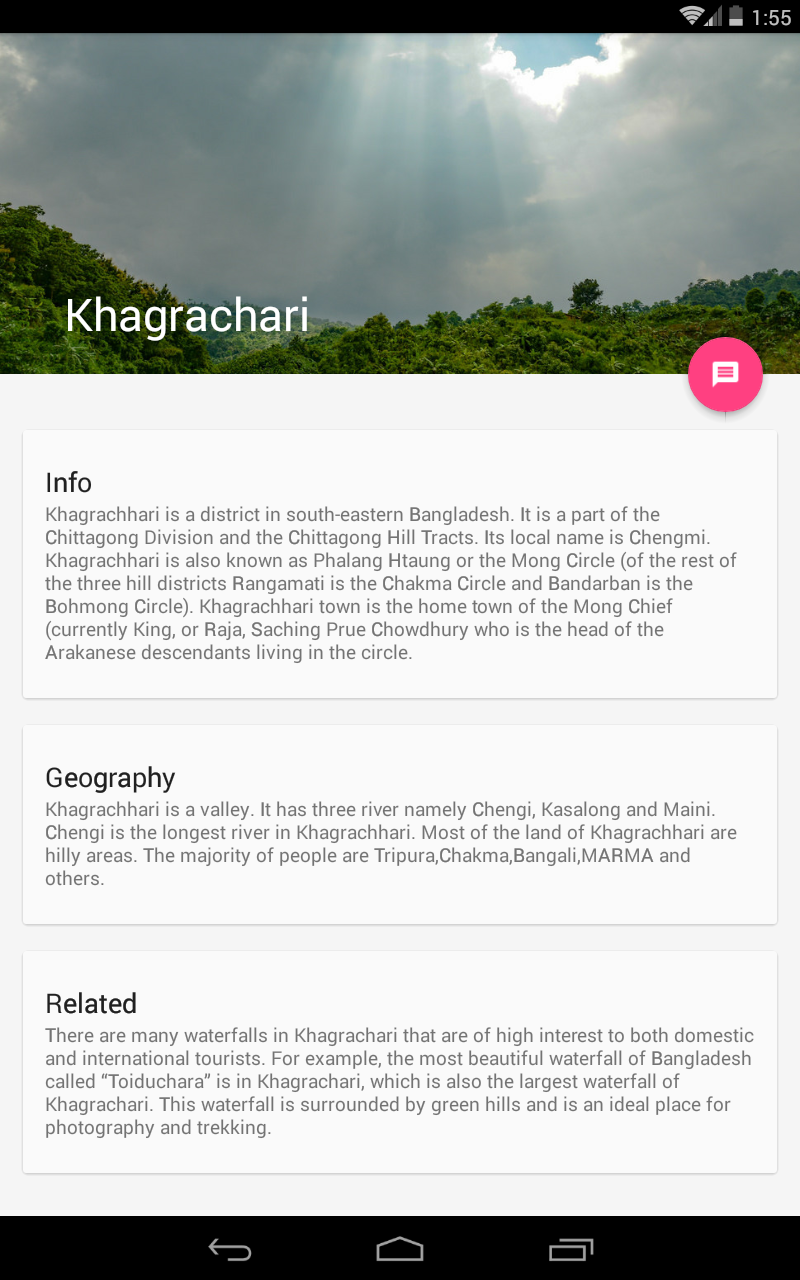 1:55
Khagrachari
Info
Khagrachhari is a district in south-eastern Bangladesh. It is a part of the
Chittagong Division and the Chittagong Hill Tracts. Its local name is Chengmi.
Khagrachhari is also known as Phalang Htaung or the Mong Circle (of the rest of
the three hill districts Rangamati is the Chakma Circle and Bandarban is the
Bohmong Circle). Khagrachhari town is the home town of the Mong Chief
(currently King, or Raja, Saching Prue Chowdhury who is the head of the
Arakanese descendants living in the circle.
Geography
Khagrachhari is a valley. It has three river namely Chengi, Kasalong and Maini.
Chengi is the longest river in Khagrachhari. Most of the land of Khagrachhari are
hilly areas. The majority of people are Tripura,Chakma,Bangali,MARMA and
others.
Related
There are many waterfalls in Khagrachari that are of high interest to both domestic
and international tourists. For example, the most beautiful waterfall of Bangladesh
called “Toiduchara” is in Khagrachari, which is also the largest waterfall of
Khagrachari. This waterfall is surrounded by green hills and is an ideal place for
photography and trekking.